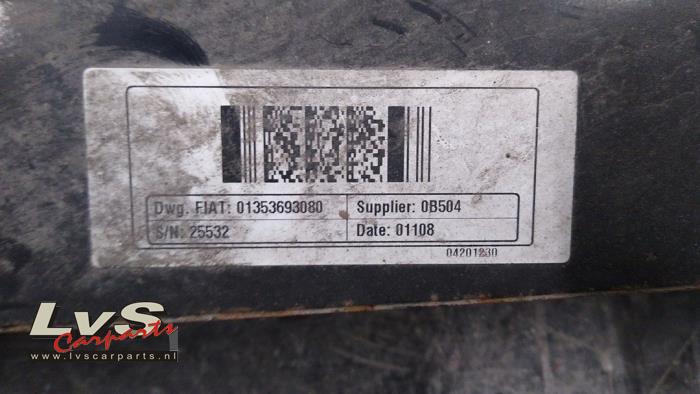 Dwg. FIAT: 01353693080
Supplier: 0B504
S/N: 25532
Date: 01108
04201230
LvS
Carparts
www.lvscarparts.nl